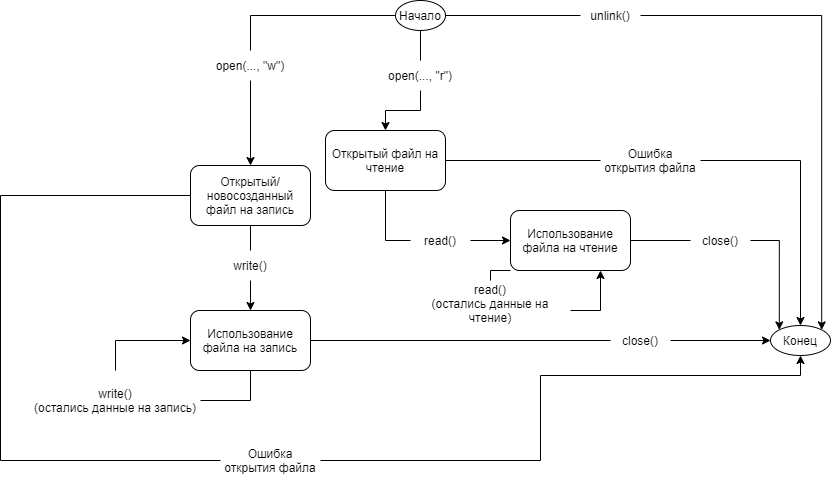 Начало
unlink()
open(..., "w")
open(..., "r")
Открытый файл на
чтение
Ошибка
открытия файла
Открытый/
новосозданный
файл на запись
read()
Использование
файла на чтение
close()
write()
read()
(остались данные на
чтение)
Использование
файла на запись
close()
Конец
write()
(остались данные на запись)
Ошибка
открытия файла